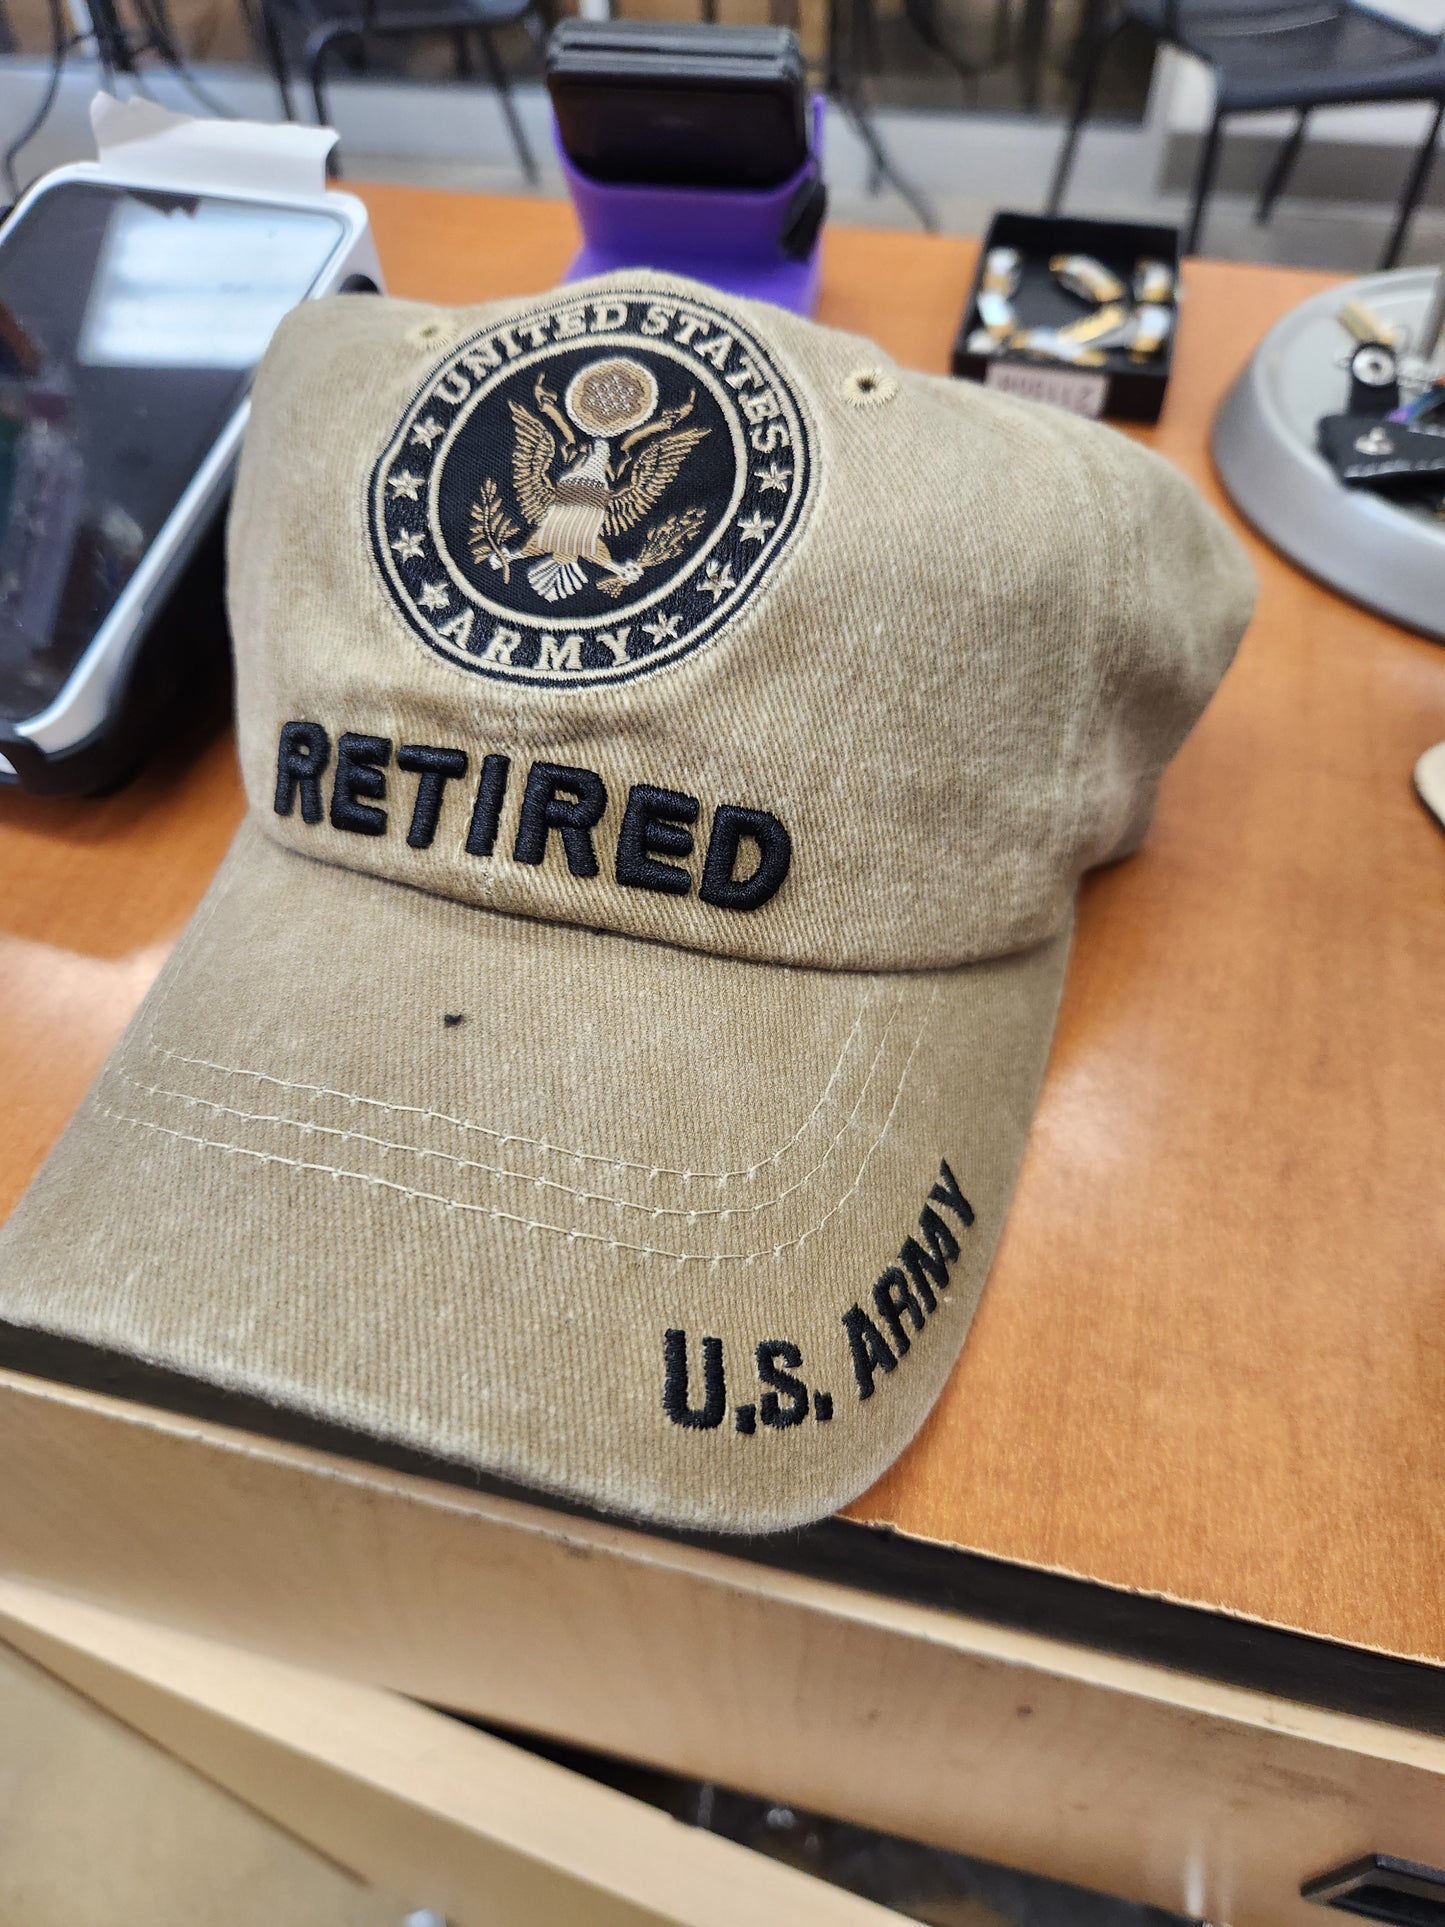 UNITED STATES
ARMY
RETIRED
U.S. ARMY